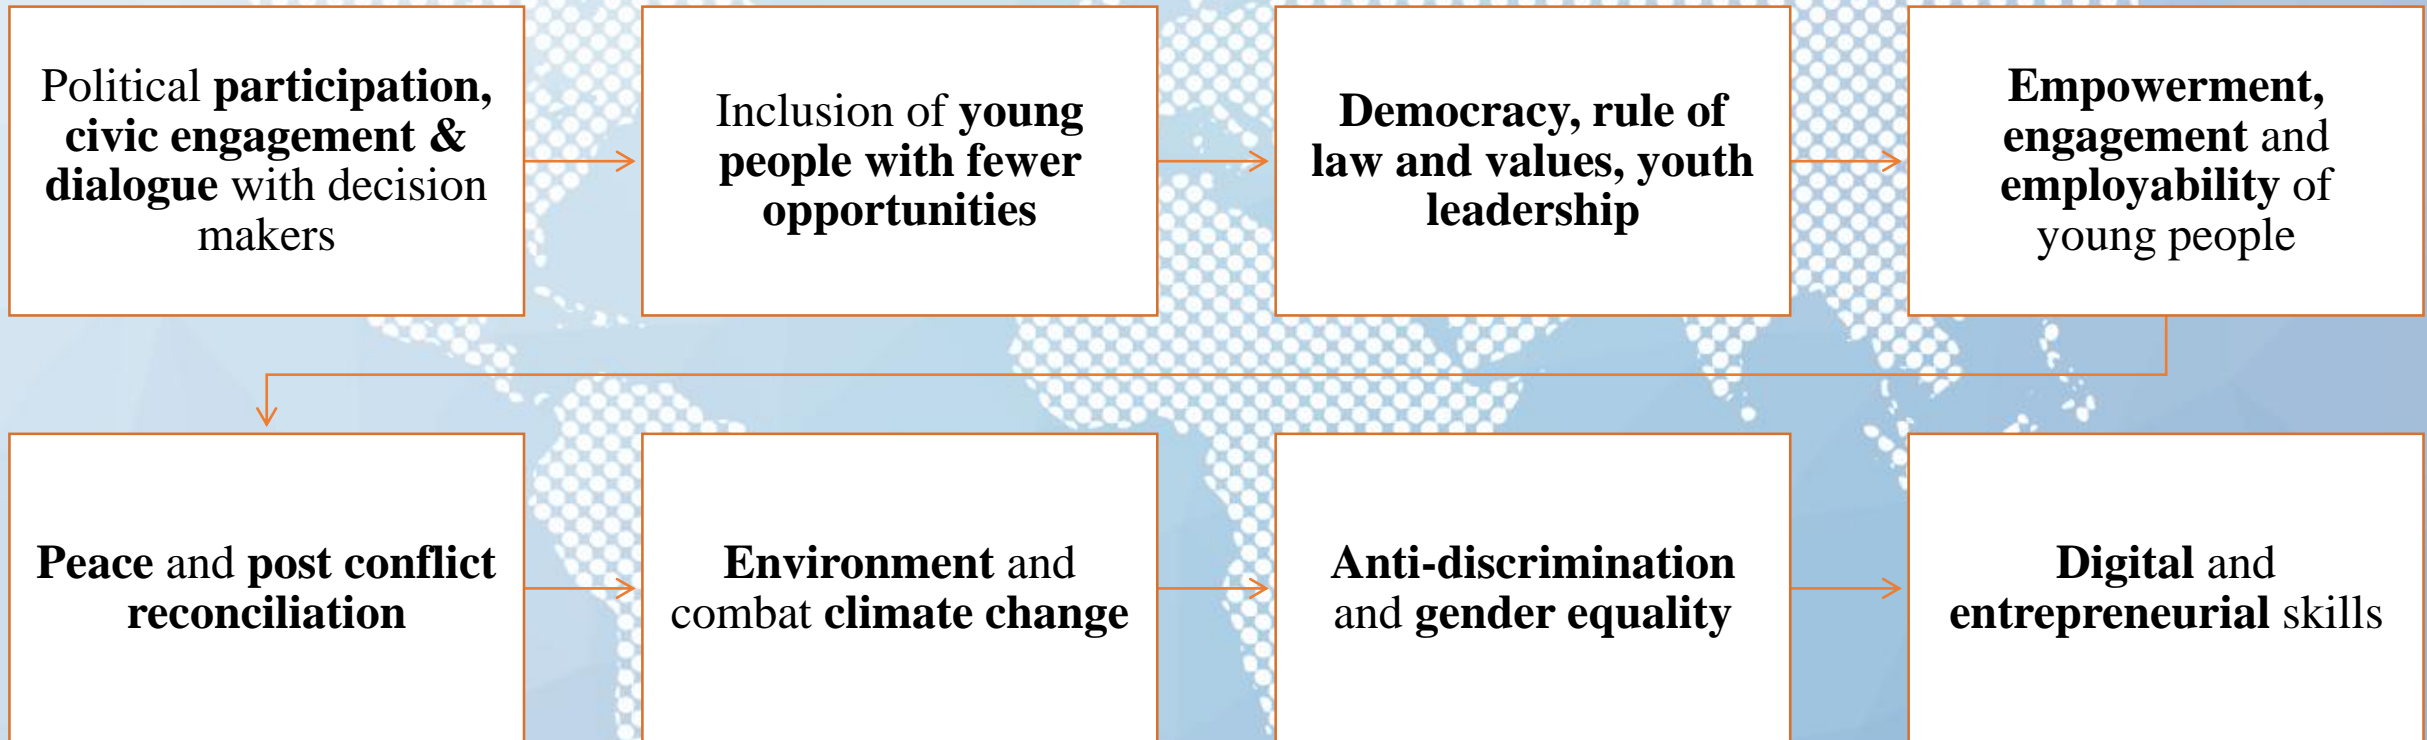 Political participation,
civic engagement &
dialogue with decision
makers
Inclusion of young
people with fewer
opportunities
Democracy, rule of
law and values, youth
leadership
Empowerment,
engagement and
employability of
young people
Peace and post conflict
reconciliation
Environment and
combat climate change
Anti-discrimination
and gender equality
Digital and
entrepreneurial skills